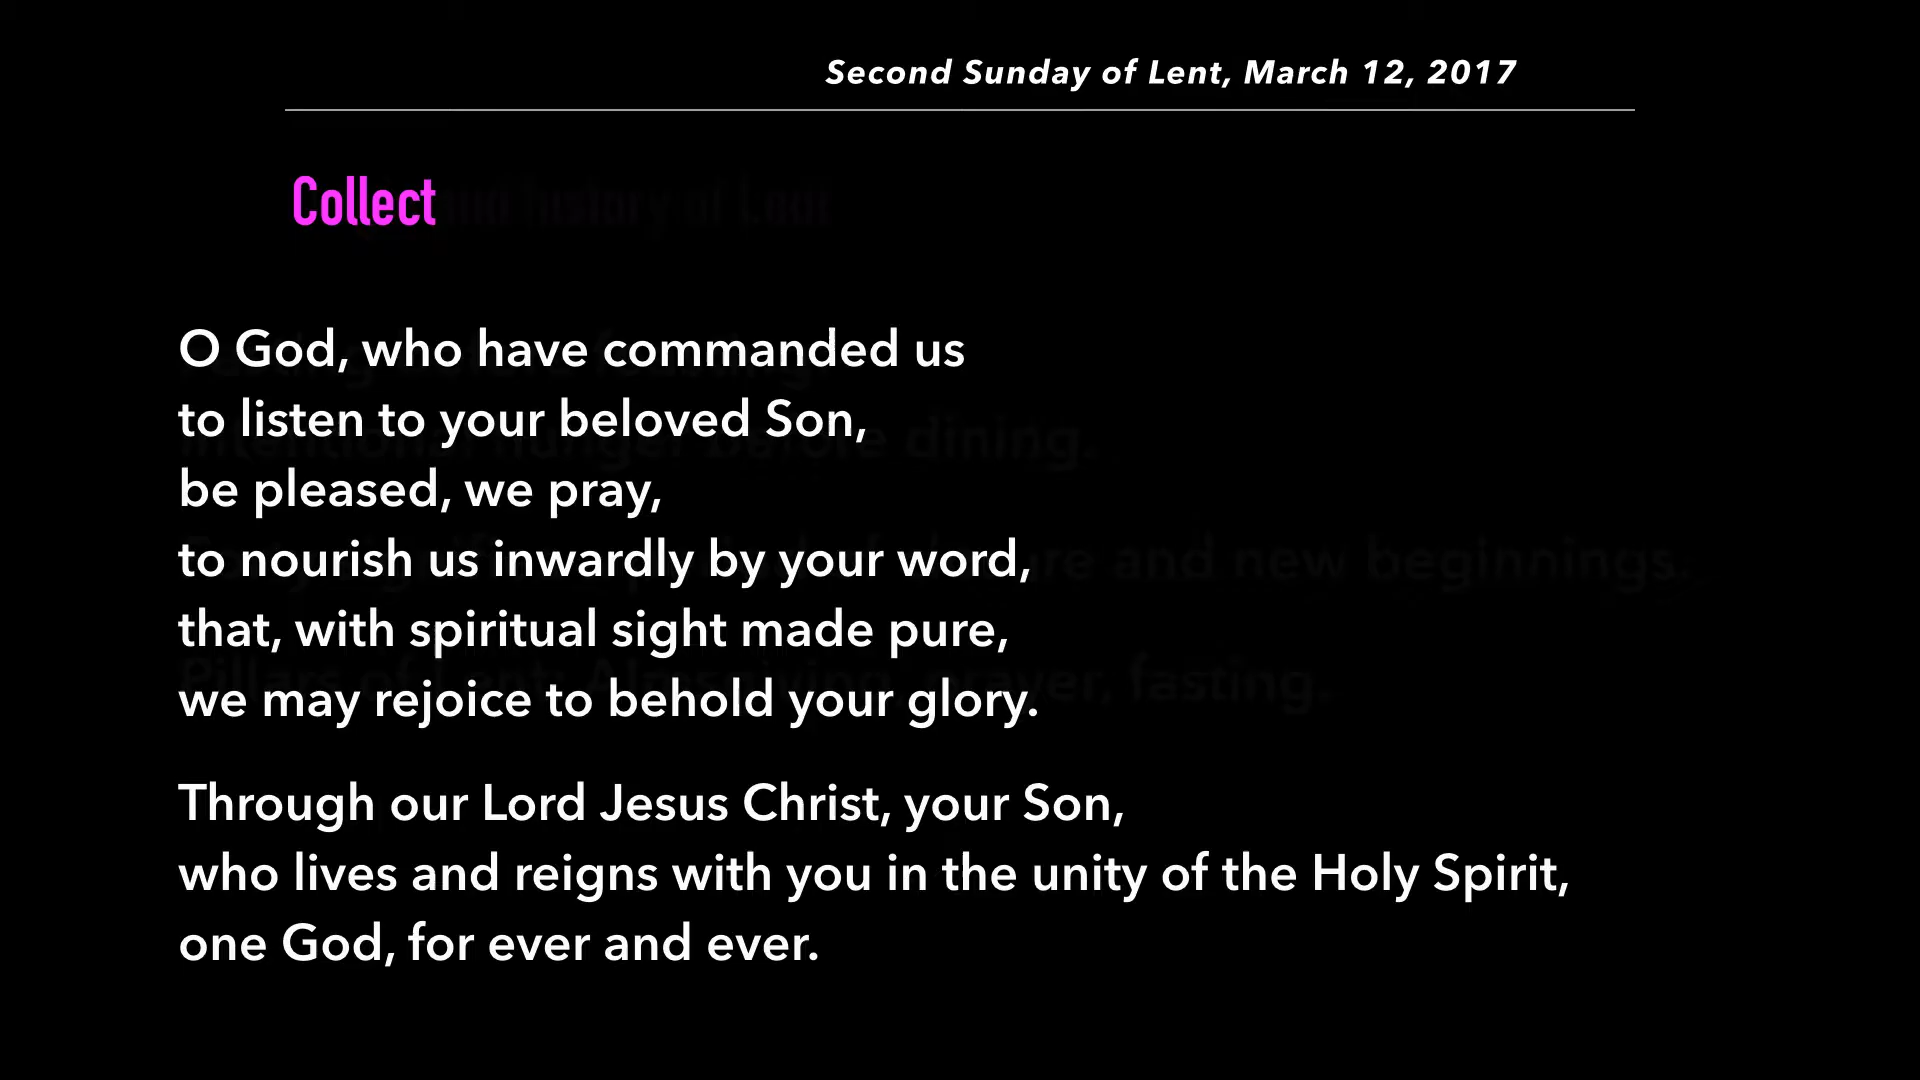 Second Sunday of Lent, March 12, 2017
Collect
O God, who have commanded us
to listen to your beloved Son,
be pleased, we pray,
to nourish us inwardly by your word,
that, with spiritual sight made pure,
we may rejoice to behold your glory.
Through our Lord Jesus Christ, your Son,
who lives and reigns with you in the unity of the Holy Spirit,
one God, for ever and ever.